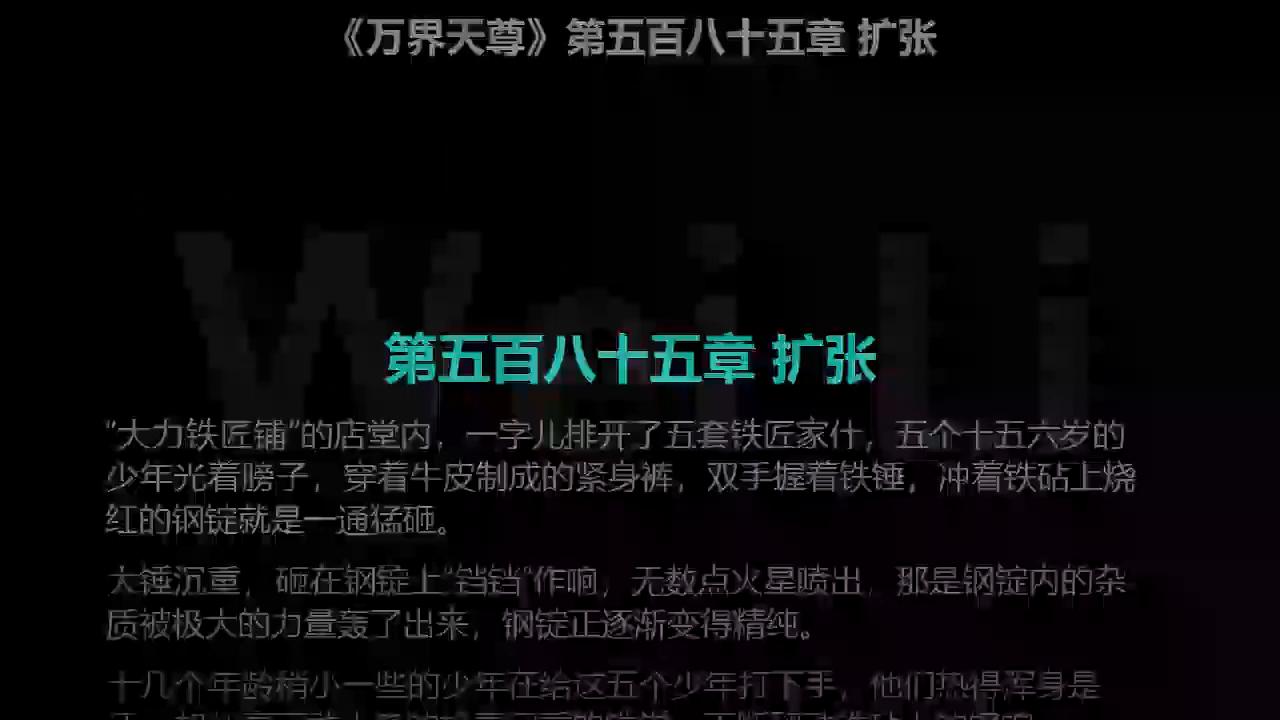 《万界天尊》第五百八十五章 扩张
Wei Li
第五百八十五章 扩张
“大力铁匠铺”的店堂内，一字儿排开了五套铁匠家什，五个十五六岁的
少年光着膀子，穿着牛皮制成的紧身裤，双手握着铁锤，冲着铁砧上烧
红的钢锭就是一通猛砸。
大锤沉重，砸在钢锭上“铛铛”作响，无数点火星喷出，那是钢锭内的杂
质被极大的力量轰了出来，钢锭正逐渐变得精纯。
十几个年龄稍小一些的少年在给这五个少年打下手，他们热得浑身是